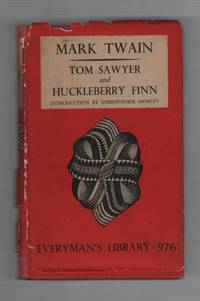 MARK TWAIN
TOM SAWYER
and
HUCKLEBERRY FINN
INTRODUCTION BY CHRISTOPHER MORLEY
EVERYMAN'S LIBRARY · 976